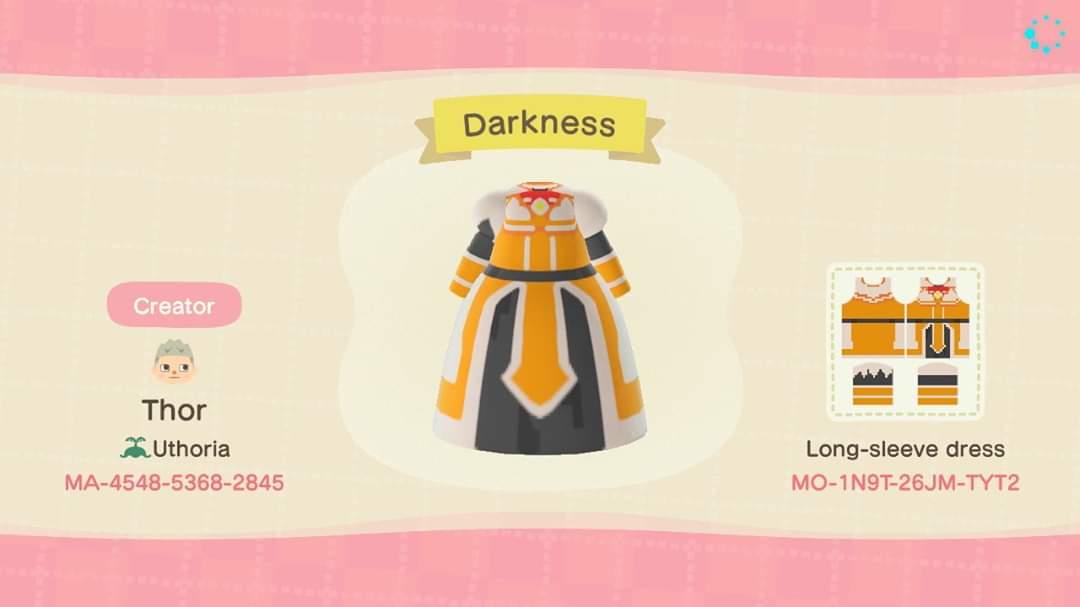 Darkness
Creator
Thor
Uthoria
MA-4548-5368-2845
Long-sleeve dress
MO-1N9T-26JM-TYT2